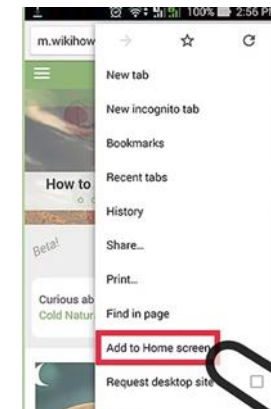 100% 2:56 PM
m.wikihow
New tab
New incognito tab
Bookmarks
Recent tabs
How to
History
Beta!
Share...
Print...
Curious ab
Cold Natur
Find in page
Add to Home screen
Request desktop site